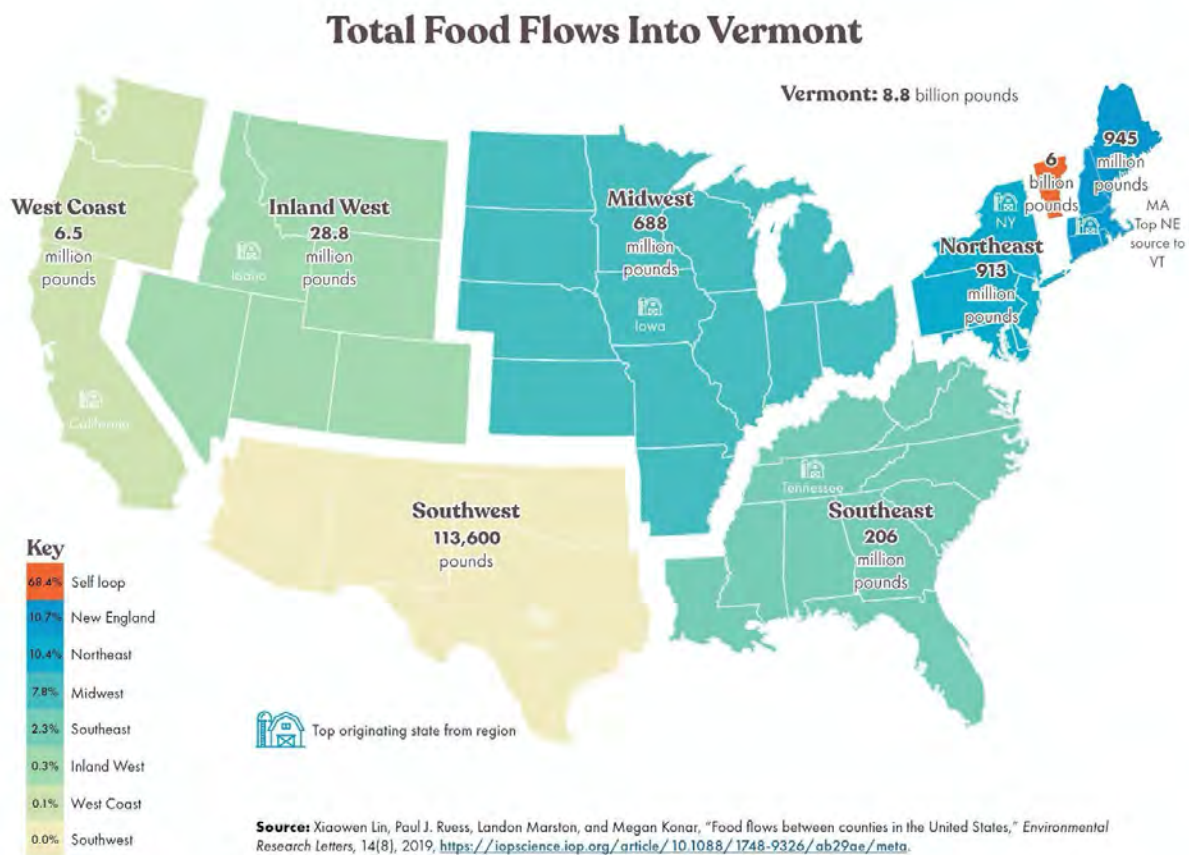 Total Food Flows Into Vermont
Vermont: 8.8 billion pounds
945
million
pounds
6
billion
pounds
MA
Top NE
source to
VT
West Coast
6.5
million
pounds
Inland West
28.8
million
pounds
Idaho
Midwest
688
million
pounds
Iowa
NY
Northeast
913
million
pounds
California
Tennessee
Southwest
113,600
pounds
Southeast
206
million
pounds
Key
68.4% Self loop
10.7% New England
10.4% Northeast
7.8% Midwest
2.3% Southeast
0.3% Inland West
0.1% West Coast
0.0% Southwest
Top originating state from region
Source: Xiaowen Lin, Paul J. Ruess, Landon Marston, and Megan Konar, “Food flows between counties in the United States,” Environmental
Research Letters, 14(8), 2019, https://iopscience.iop.org/article/10.1088/1748-9326/ab29ae/meta.